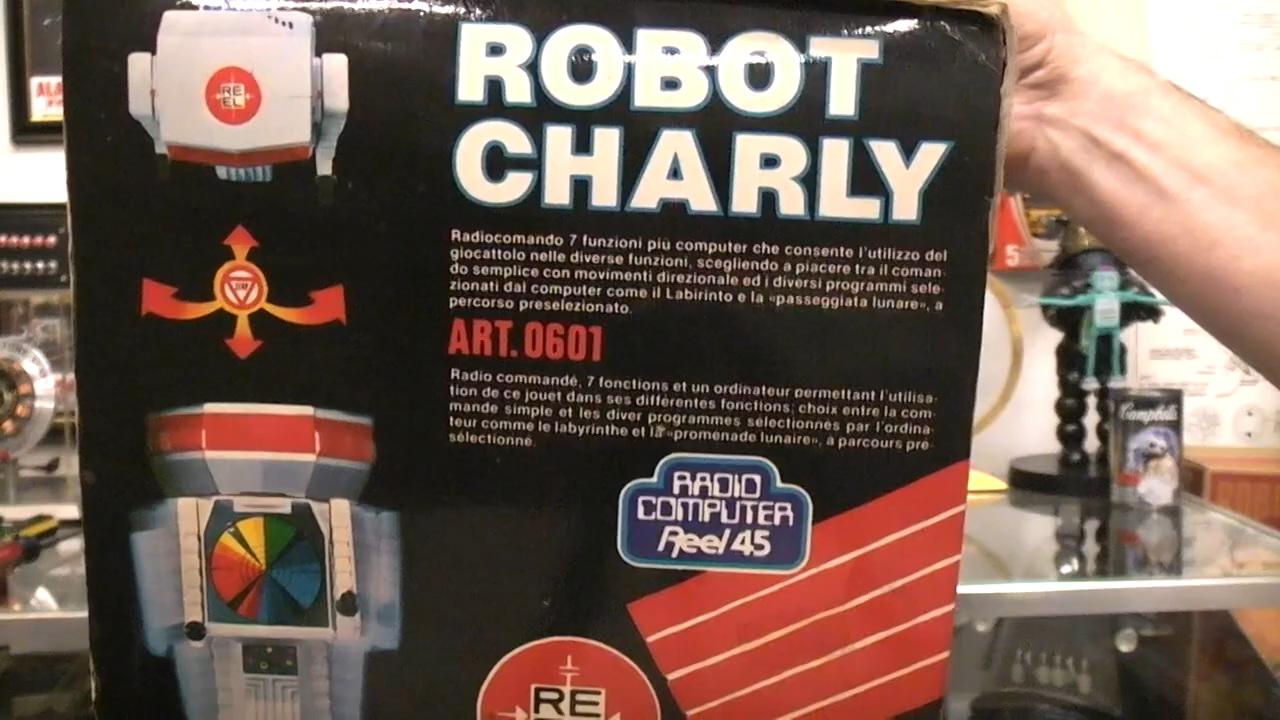 ROBOT
CHARLY
RE
EL
Radiocomando 7 funzioni più computer che consente l'utilizzo del
giocattolo nelle diverse funzioni, scegliendo a piacere tra il coman-
do semplice con movimenti direzionale ed i diversi programmi sele-
zionati dal computer come il Labirinto e la «passeggiata lunare», a
percorso preselezionato.
ART. 0601
Radio commandé, 7 fonctions et un ordinateur permettant l'utilisa-
tion de ce jouet dans ses différentes fonctions; choix entre la com-
mande simple et les diver programmes sélectionnés par l'ordina-
teur comme le labyrinthe et la «promenade lunaire», à parcours pré-
sélectionné.
RADIO
COMPUTER
Reel 45
RE
Campbell's
5